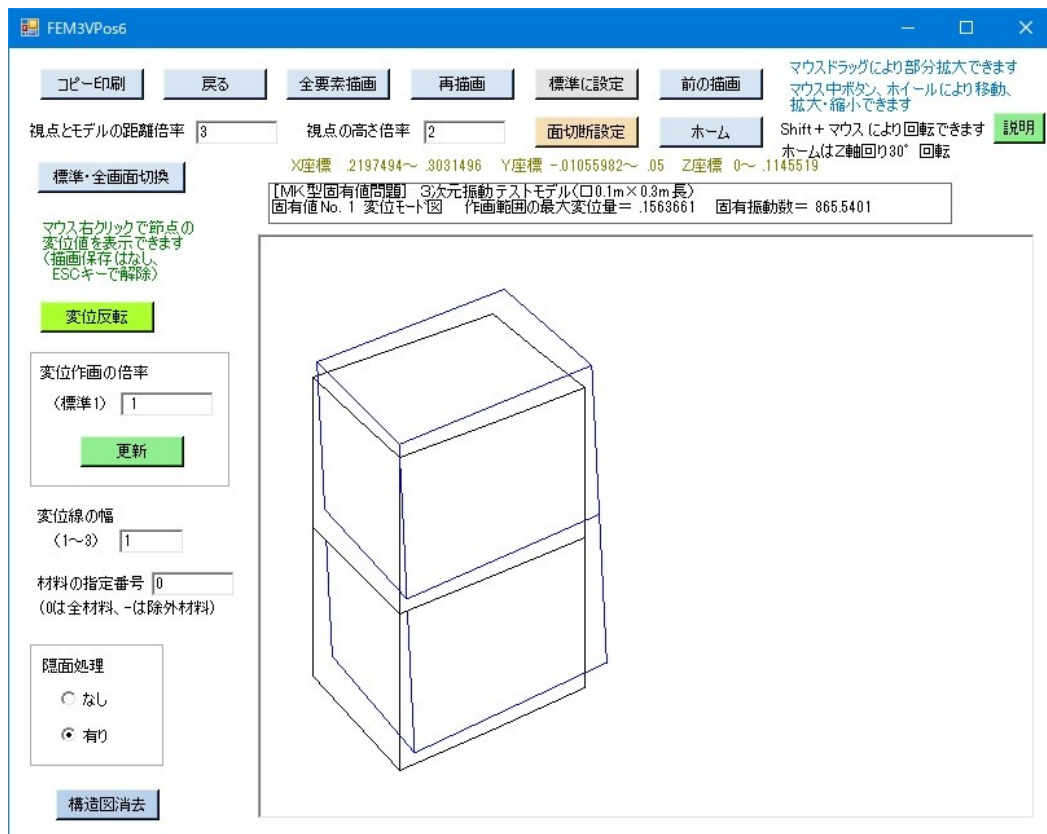 FEM3VPos6
コピー印刷
戻る
全要素描画
再描画
標準に設定
前の描画
マウスドラッグにより部分拡大できます
マウス中ボタン、ホイールにより移動、
拡大・縮小できます
視点とモデルの距離倍率 3
視点の高さ倍率 2
面切断設定
ホーム
Shift+マウスにより回転できます
ホームはZ軸回り30°回転
説明
標準・全画面切換
X座標 .2197494～ .3031496 Y座標 -.01055982～ .05 Z座標 0～ .1145519
【MK型固有値問題】 3次元振動テストモデル(□0.1m×0.3m長)
固有値No. 1 変位モード図 作画範囲の最大変位量= .1563661 固有振動数= 865.5401
マウス右クリックで節点の
変位値を表示できます
(描画保存はなし、
ESCキーで解除)
変位反転
変位作画の倍率
(標準1) 1
更新
変位線の幅
(1～3) 1
材料の指定番号 0
(0は全材料、-は除外材料)
隠面処理
なし
有り
構造図消去